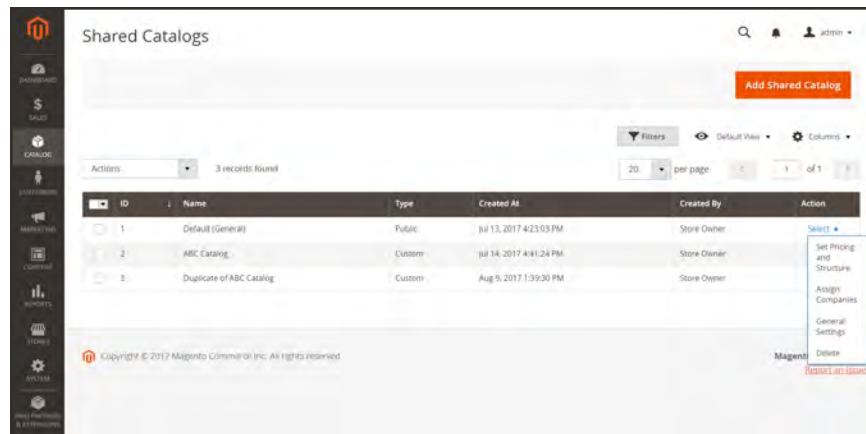 Shared Catalogs
admin
DASHBOARD
SALES
CATALOG
CUSTOMERS
MARKETING
CONTENT
REPORTS
STORES
SYSTEM
FIND PARTNERS
& EXTENSIONS
Add Shared Catalog
Filters
Default View
Columns
Actions
3 records found
20
per page
1
of 1
ID ↓ Name Type Created At Created By Action
1 Default (General) Public Jul 13, 2017 4:23:03 PM Store Owner Select
2 ABC Catalog Custom Jul 14, 2017 4:41:24 PM Store Owner
3 Duplicate of ABC Catalog Custom Aug 9, 2017 1:39:30 PM Store Owner
Set Pricing
and
Structure
Assign
Companies
General
Settings
Delete
Copyright © 2017 Magento Commerce Inc. All rights reserved
Report an Issue